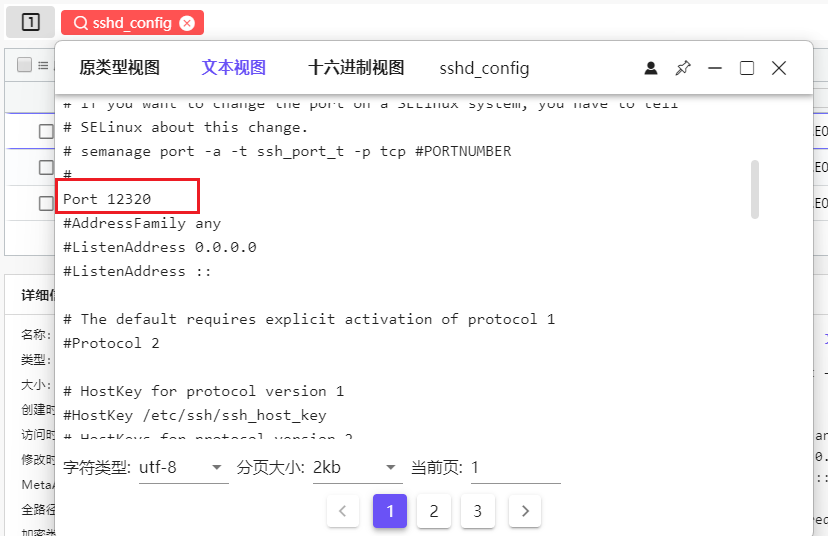 1
sshd_config
原类型视图 文本视图 十六进制视图 sshd_config
# If you want to change the port on a SELinux system, you have to tell
# SELinux about this change.
# semanage port -a -t ssh_port_t -p tcp #PORTNUMBER
#
Port 12320
#AddressFamily any
#ListenAddress 0.0.0.0
#ListenAddress ::
# The default requires explicit activation of protocol 1
#Protocol 2
# HostKey for protocol version 1
#HostKey /etc/ssh/ssh_host_key
# HostKeys for protocol version 2
字符类型: utf-8 分页大小: 2kb 当前页: 1
1 2 3
详细信
名称:
类型:
大小:
创建时
访问时
修改时
MetaA
全路径
加密类